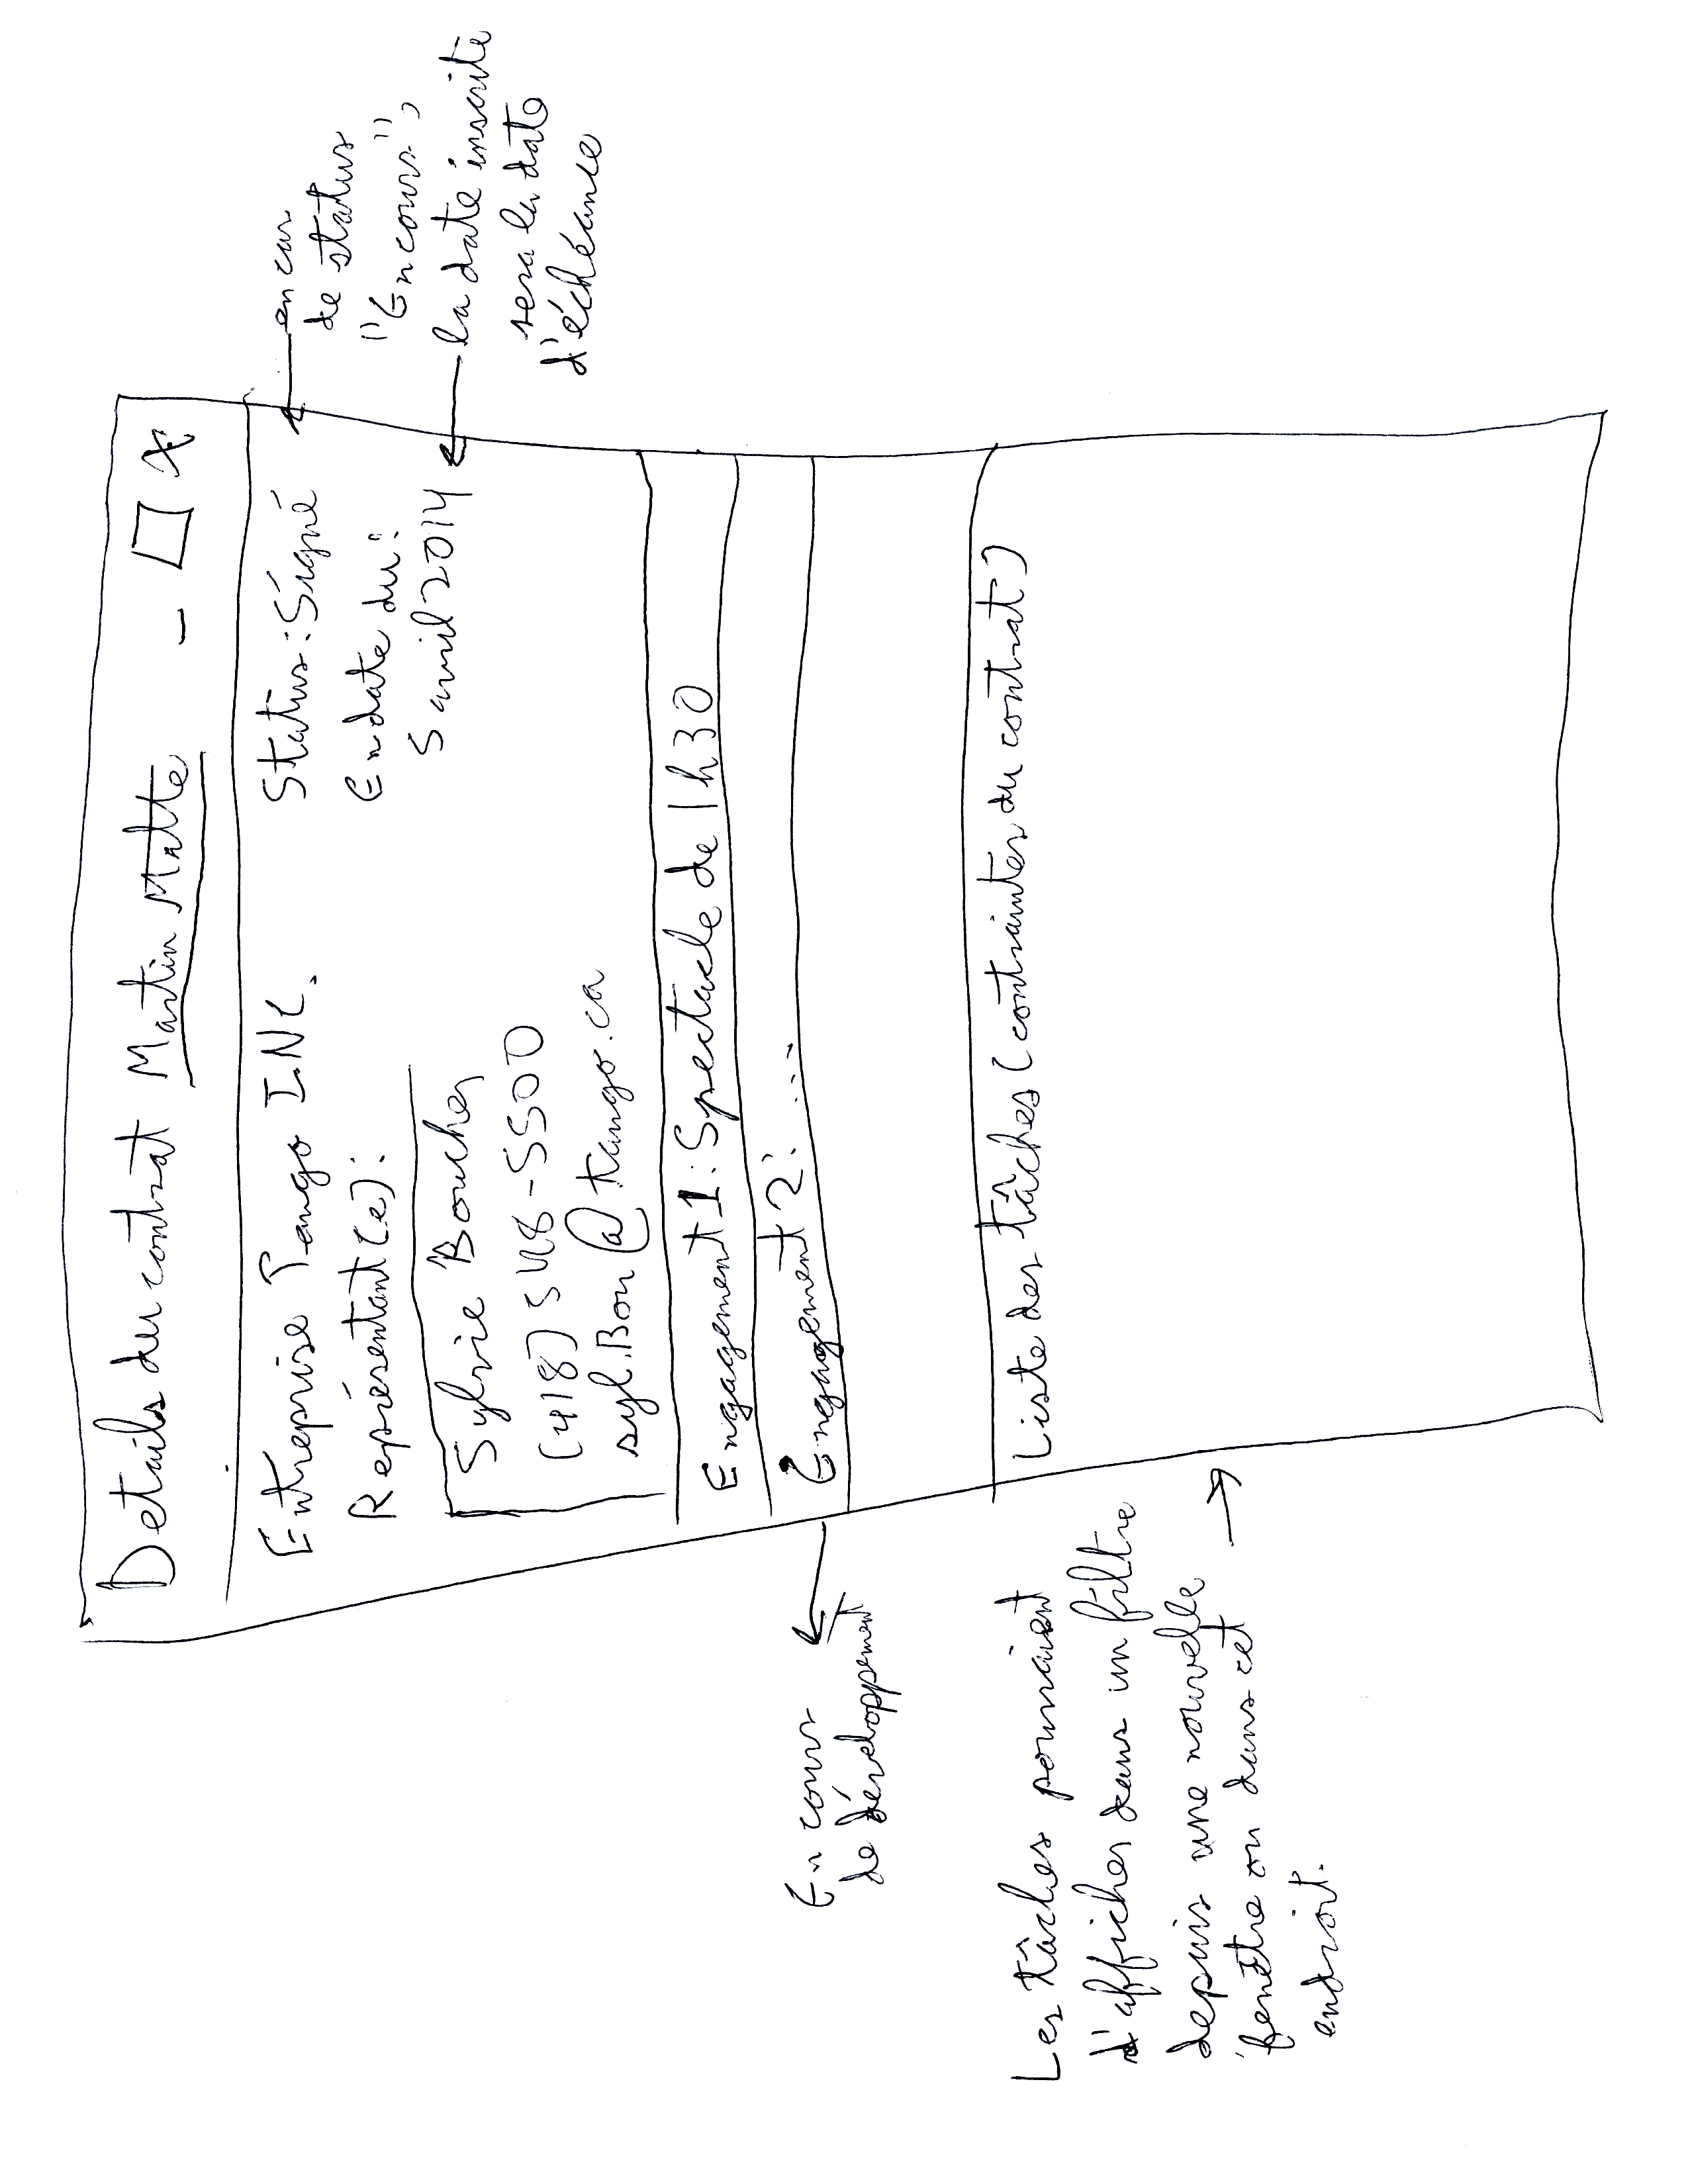 Détails du contrat Martin Matte - □ X
Entreprise Tango INC. Status: Signé
Représentant(e): En date du:
5 avril 2014
Sylvie Boucher
(418) 548-5500
syl.Bou@tango.ca
Engagement 1: Spectacle de 1h30
Engagement 2: ....
Liste des tâches (contraintes du contrat)
en cas
de status
"En cours",
la date inscrite
sera la date
d'échéance
En cours
de développement
Les tâches pourraient
d'afficher dans un filtre
depuis une nouvelle
fenêtre ou dans cet
endroit.